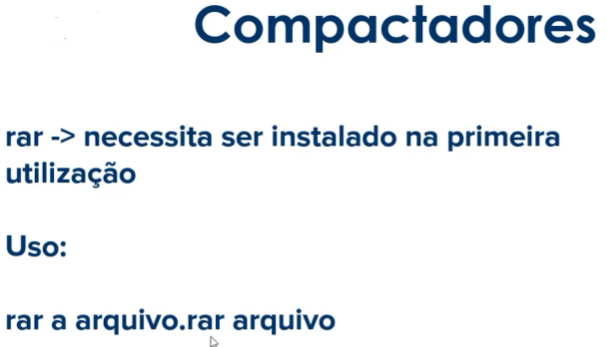 Compactadores
rar -> necessita ser instalado na primeira
utilização
Uso:
rar a arquivo.rar arquivo